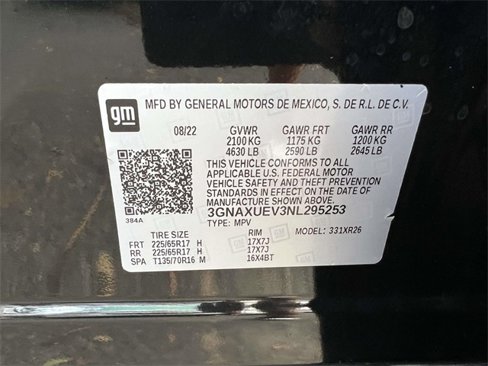 gm
MFD BY GENERAL MOTORS DE MEXICO, S. DE R.L. DE C.V.
08/22 GVWR GAWR FRT GAWR RR
2100 KG 1175 KG 1200 KG
4630 LB 2590 LB 2645 LB
THIS VEHICLE CONFORMS TO ALL
APPLICABLE U.S. FEDERAL MOTOR
VEHICLE SAFETY AND THEFT PREVENTION
STANDARDS IN EFFECT ON THE DATE OF
MANUFACTURE SHOWN ABOVE.
384A
3GNAXUEV3NL295253
TYPE: MPV
TIRE SIZE RIM MODEL: 331XR26
FRT 225/65R17 H 17X7J
RR 225/65R17 H 17X7J
SPA T135/70R16 M 16X4BT